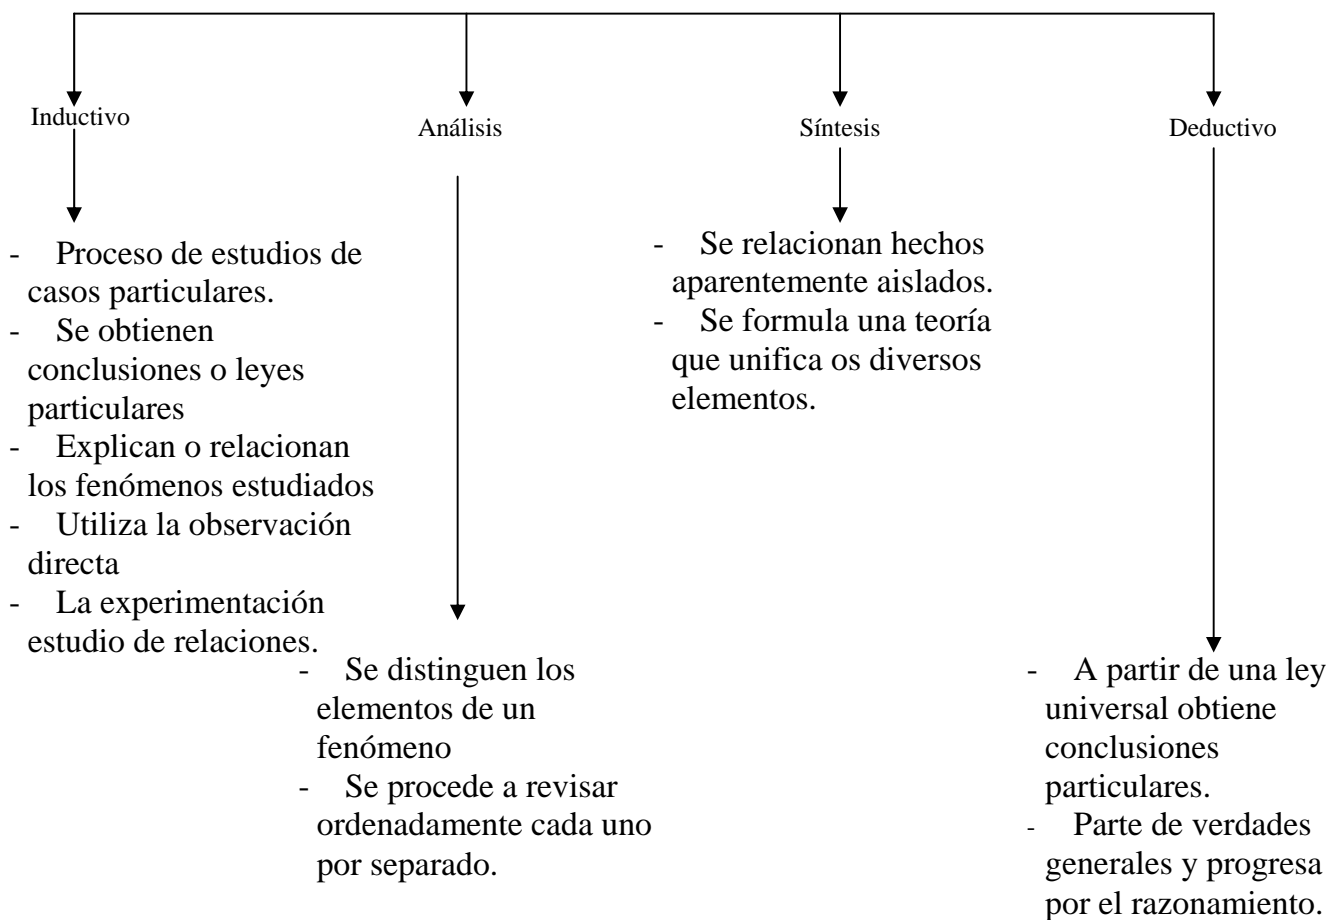 Inductivo
Análisis
Síntesis
Deductivo
- Proceso de estudios de
casos particulares.
- Se obtienen
conclusiones o leyes
particulares
- Explican o relacionan
los fenómenos estudiados
- Utiliza la observación
directa
- La experimentación
estudio de relaciones.
- Se distinguen los
elementos de un
fenómeno
- Se procede a revisar
ordenadamente cada uno
por separado.
- Se relacionan hechos
aparentemente aislados.
- Se formula una teoría
que unifica os diversos
elementos.
- A partir de una ley
universal obtiene
conclusiones
particulares.
- Parte de verdades
generales y progresa
por el razonamiento.